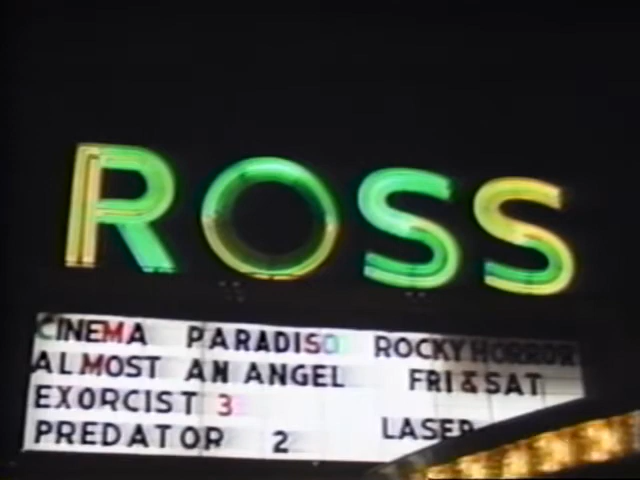 ROSS
CINEMA PARADISO
ALMOST AN ANGEL
EXORCIST 3
PREDATOR 2
ROCKY HORROR
FRI & SAT
LASER